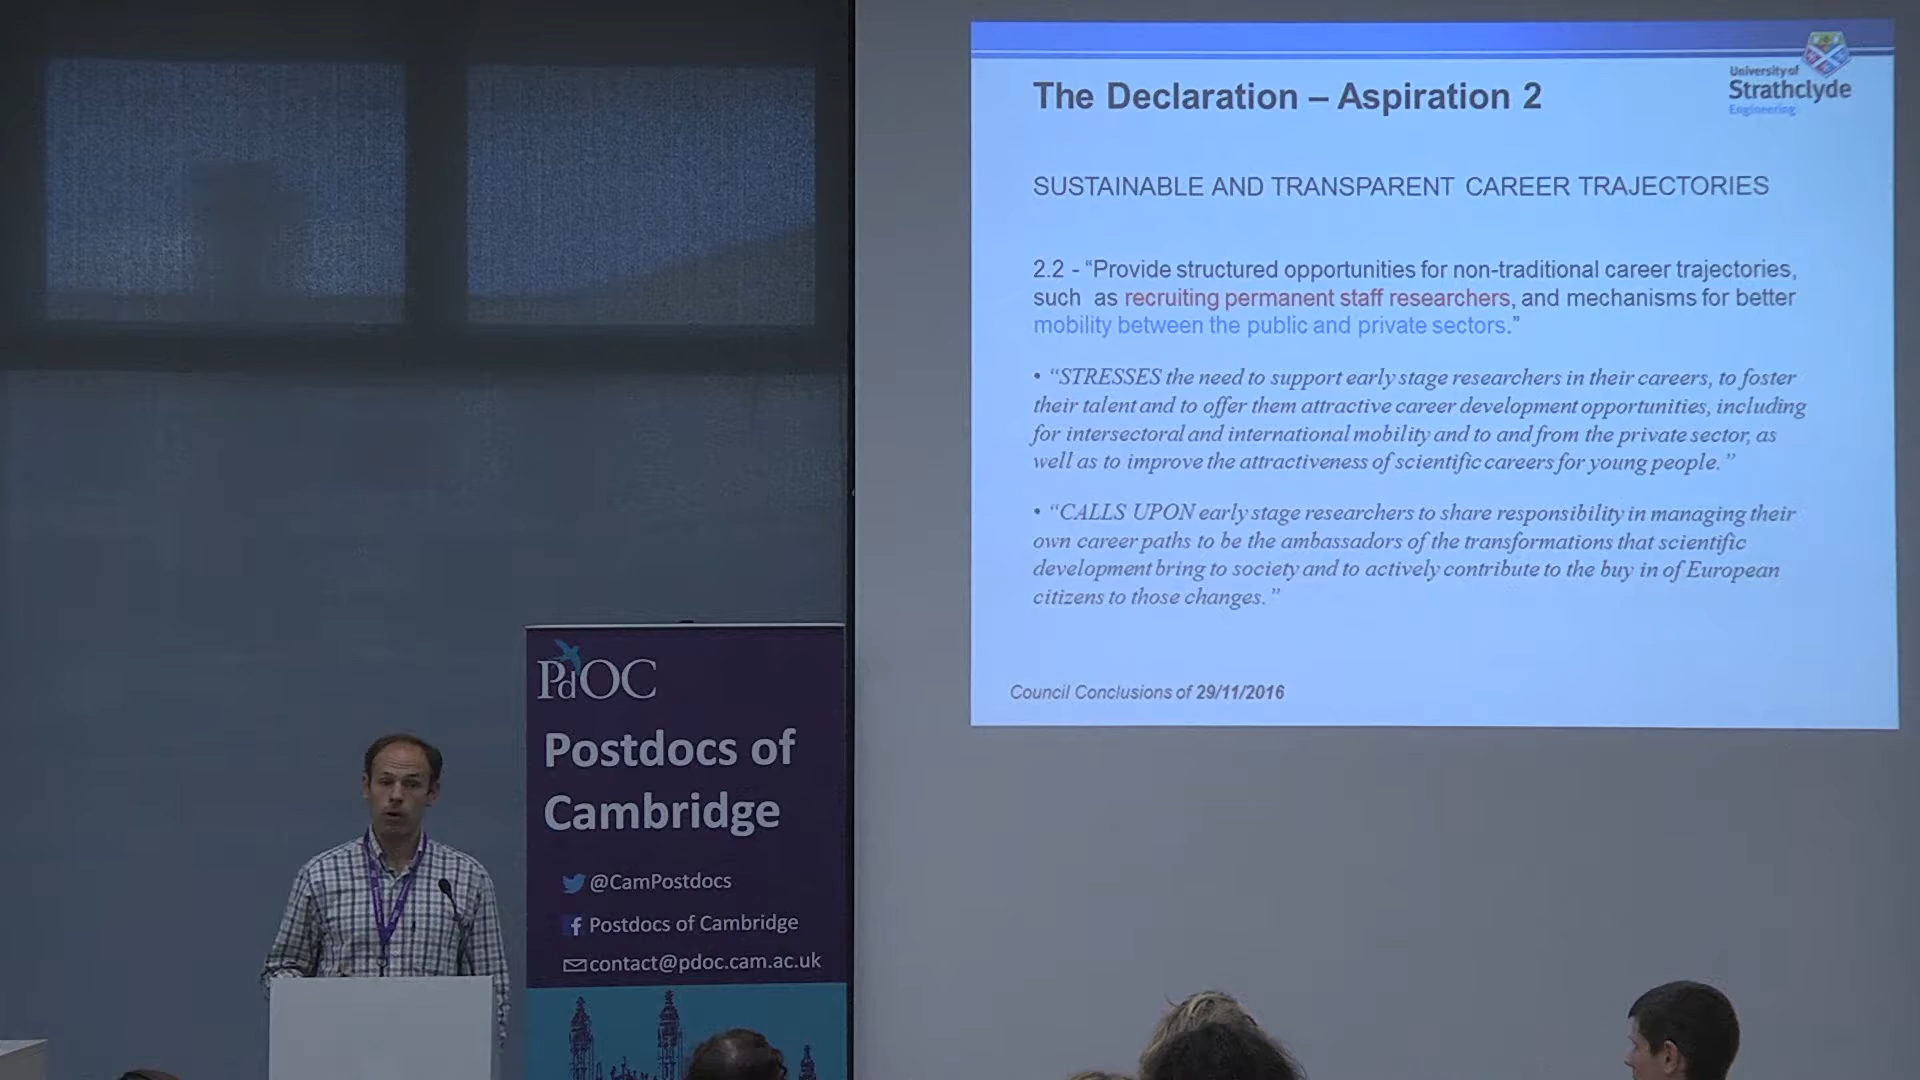 University of
Strathclyde
Engineering
The Declaration – Aspiration 2
SUSTAINABLE AND TRANSPARENT CAREER TRAJECTORIES
2.2 - “Provide structured opportunities for non-traditional career trajectories,
such as recruiting permanent staff researchers, and mechanisms for better
mobility between the public and private sectors.”
• “STRESSES the need to support early stage researchers in their careers, to foster
their talent and to offer them attractive career development opportunities, including
for intersectoral and international mobility and to and from the private sector, as
well as to improve the attractiveness of scientific careers for young people.”
• “CALLS UPON early stage researchers to share responsibility in managing their
own career paths to be the ambassadors of the transformations that scientific
development bring to society and to actively contribute to the buy in of European
citizens to those changes.”
Council Conclusions of 29/11/2016
PdOC
Postdocs of
Cambridge
@CamPostdocs
Postdocs of Cambridge
contact@pdoc.cam.ac.uk